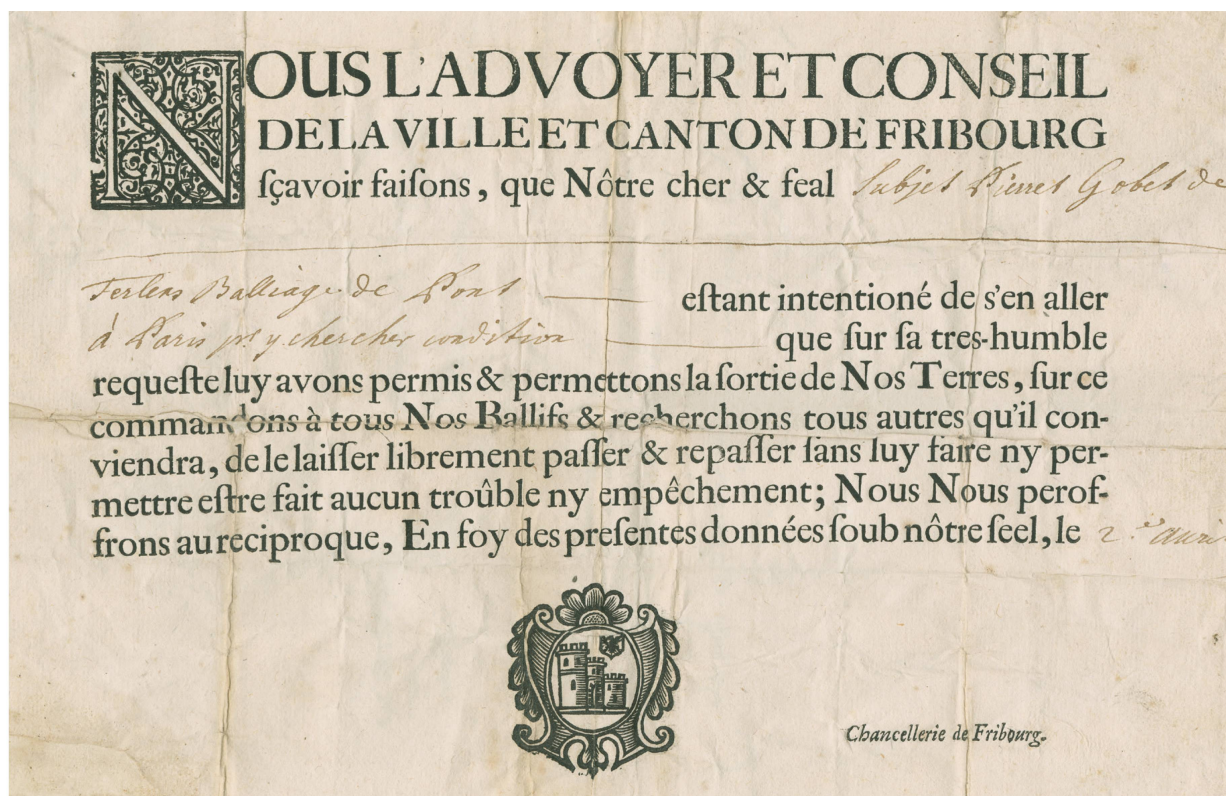 NOUS L'ADVOYER ET CONSEIL
DE LA VILLE ET CANTON DE FRIBOURG
ſçavoir faiſons, que Nôtre cher & feal Subjet Pierre Gobet de
Ferlens Balliage de Pont eſtant intentioné de s'en aller
à Paris pr y chercher condition que ſur ſa tres-humble
requeſte luy avons permis & permettons la ſortie de Nos Terres, ſur ce
commandons à tous Nos Ballifs & recherchons tous autres qu'il con-
viendra, de le laiſſer librement paſſer & repaſſer ſans luy faire ny per-
mettre eſtre fait aucun troûble ny empêchement; Nous Nous perof-
frons au reciproque, En foy des preſentes données ſoub nôtre ſeel, le 2.e avri
Chancellerie de Fribourg.